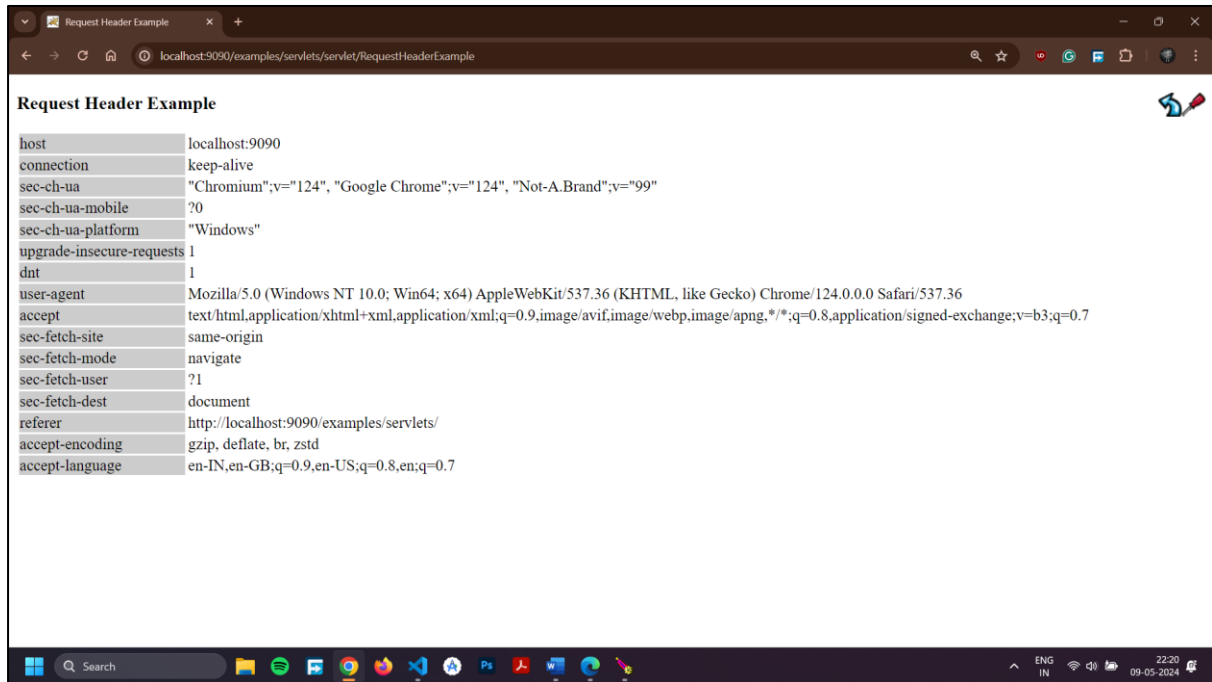 Request Header Example
localhost:9090/examples/servlets/servlet/RequestHeaderExample
Request Header Example
host localhost:9090
connection keep-alive
sec-ch-ua "Chromium";v="124", "Google Chrome";v="124", "Not-A.Brand";v="99"
sec-ch-ua-mobile ?0
sec-ch-ua-platform "Windows"
upgrade-insecure-requests 1
dnt 1
user-agent Mozilla/5.0 (Windows NT 10.0; Win64; x64) AppleWebKit/537.36 (KHTML, like Gecko) Chrome/124.0.0.0 Safari/537.36
accept text/html,application/xhtml+xml,application/xml;q=0.9,image/avif,image/webp,image/apng,*/*;q=0.8,application/signed-exchange;v=b3;q=0.7
sec-fetch-site same-origin
sec-fetch-mode navigate
sec-fetch-user ?1
sec-fetch-dest document
referer http://localhost:9090/examples/servlets/
accept-encoding gzip, deflate, br, zstd
accept-language en-IN,en-GB;q=0.9,en-US;q=0.8,en;q=0.7
Search
Ps
ENG
IN
22:20
09-05-2024